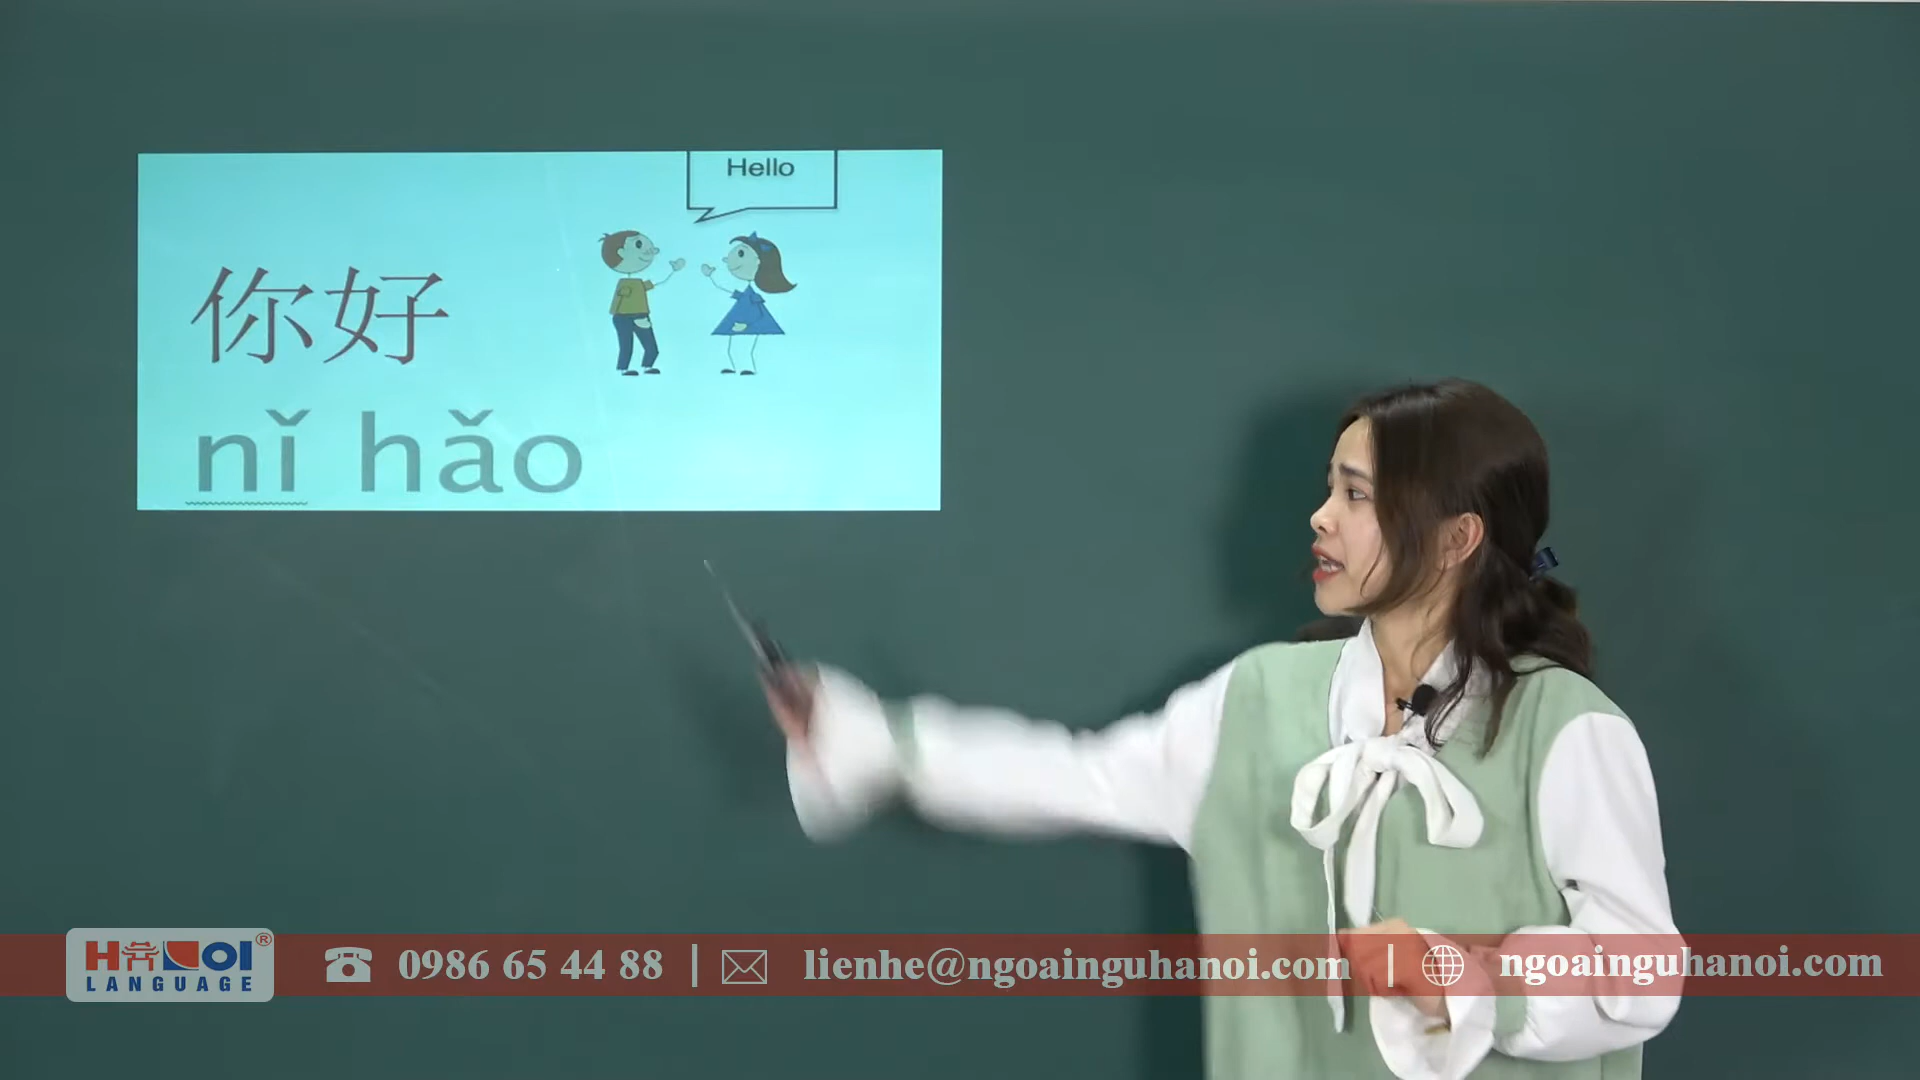 Hello
你好
nǐ hǎo
HANOI®
LANGUAGE
0986 65 44 88 | lienhe@ngoainguhanoi.com | ngoainguhanoi.com